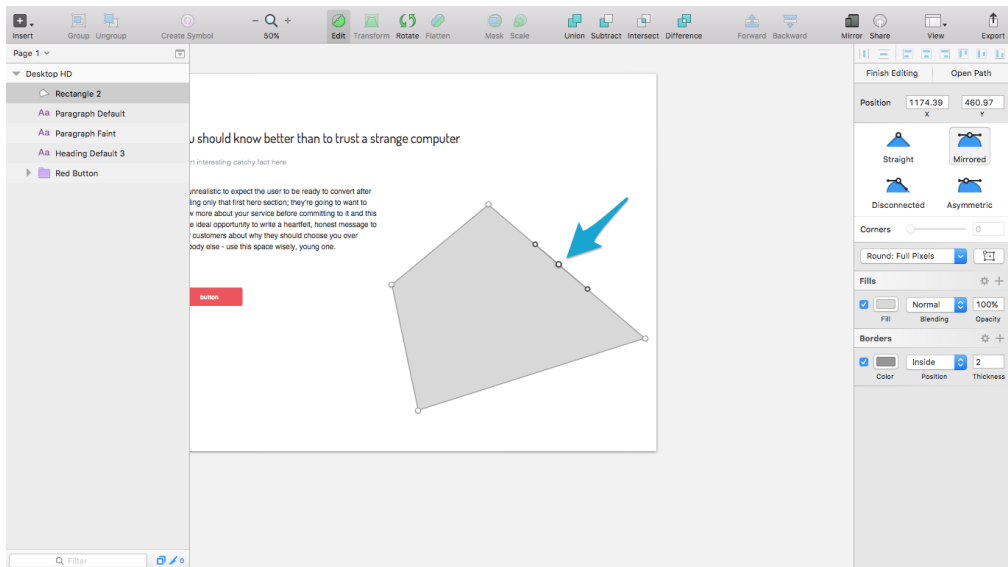 Insert
Group Ungroup
Create Symbol
− +
50%
Edit Transform Rotate Flatten
Mask Scale
Union Subtract Intersect Difference
Forward Backward
Mirror Share
View
Export
Page 1
Desktop HD
Rectangle 2
Aa Paragraph Default
Aa Paragraph Faint
Aa Heading Default 3
Red Button
Filter
0
should know better than to trust a strange computer
interesting catchy fact here
unrealistic to expect the user to be ready to convert after
only that first hero section; they're going to want to
more about your service before committing to it and this
ideal opportunity to write a heartfelt, honest message to
customers about why they should choose you over
else - use this space wisely, young one.
button
Finish Editing Open Path
Position 1174.39 460.97
X Y
Straight Mirrored
Disconnected Asymmetric
Corners 0
Round: Full Pixels
Fills
Normal 100%
Fill Blending Opacity
Borders
Inside 2
Color Position Thickness